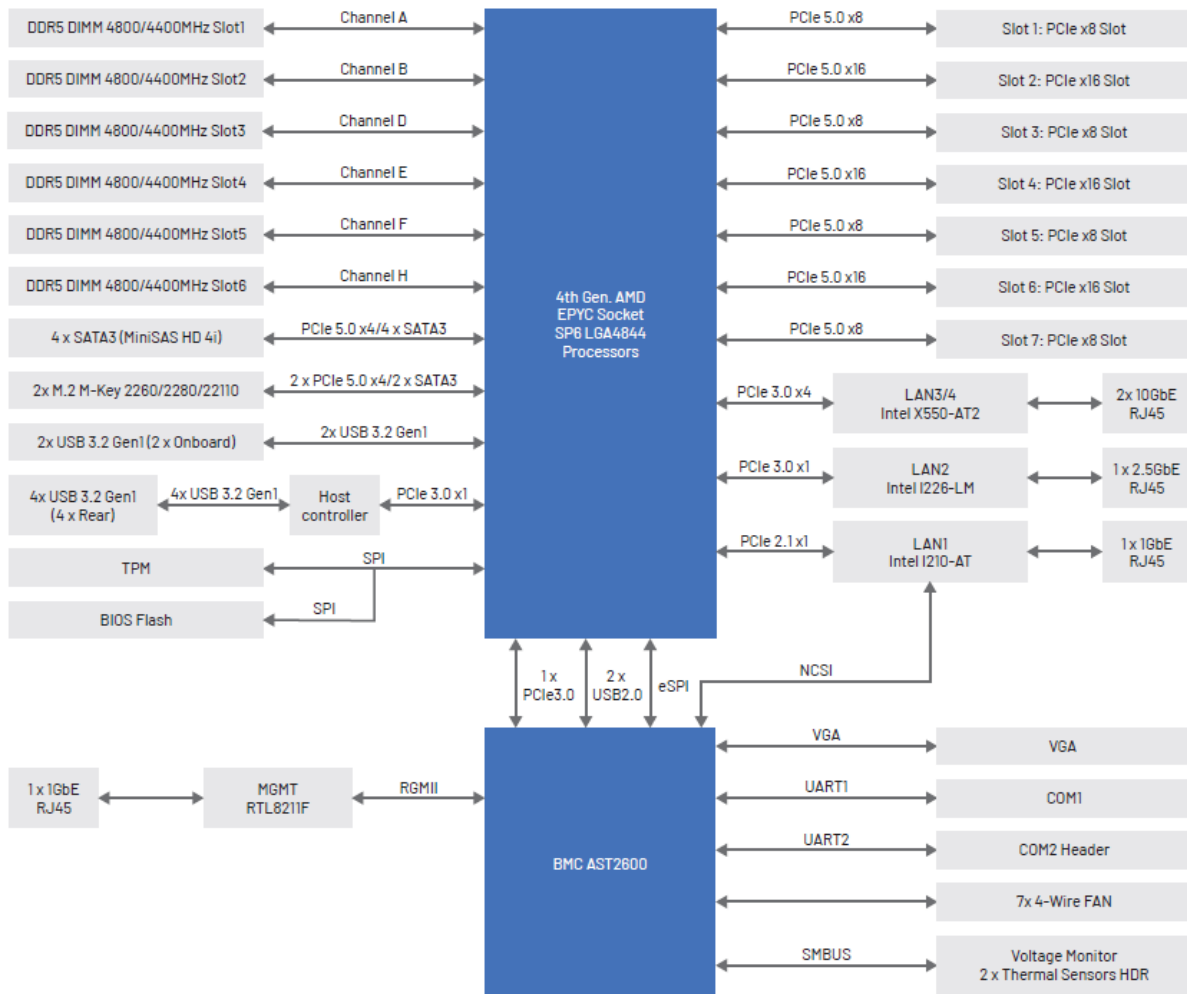 DDR5 DIMM 4800/4400MHz Slot1
Channel A
PCIe 5.0 x8
Slot 1: PCIe x8 Slot
DDR5 DIMM 4800/4400MHz Slot2
Channel B
PCIe 5.0 x16
Slot 2: PCIe x16 Slot
DDR5 DIMM 4800/4400MHz Slot3
Channel D
PCIe 5.0 x8
Slot 3: PCIe x8 Slot
DDR5 DIMM 4800/4400MHz Slot4
Channel E
PCIe 5.0 x16
Slot 4: PCIe x16 Slot
DDR5 DIMM 4800/4400MHz Slot5
Channel F
PCIe 5.0 x8
Slot 5: PCIe x8 Slot
DDR5 DIMM 4800/4400MHz Slot6
Channel H
PCIe 5.0 x16
Slot 6: PCIe x16 Slot
4th Gen. AMD
EPYC Socket
SP6 LGA4844
Processors
4 x SATA3 (MiniSAS HD 4i)
PCIe 5.0 x4/4 x SATA3
PCIe 5.0 x8
Slot 7: PCIe x8 Slot
2x M.2 M-Key 2260/2280/22110
2 x PCIe 5.0 x4/2 x SATA3
PCIe 3.0 x4
LAN3/4
Intel X550-AT2
2x 10GbE
RJ45
2x USB 3.2 Gen1 (2 x Onboard)
2x USB 3.2 Gen1
PCIe 3.0 x1
LAN2
Intel I226-LM
1 x 2.5GbE
RJ45
4x USB 3.2 Gen1
(4 x Rear)
4x USB 3.2 Gen1
Host
controller
PCIe 3.0 x1
PCIe 2.1 x1
LAN1
Intel I210-AT
1 x 1GbE
RJ45
TPM
SPI
BIOS Flash
SPI
1 x
PCIe3.0
2 x
USB2.0
eSPI
NCSI
VGA
VGA
1 x 1GbE
RJ45
MGMT
RTL8211F
RGMII
UART1
COM1
UART2
COM2 Header
BMC AST2600
7x 4-Wire FAN
SMBUS
Voltage Monitor
2 x Thermal Sensors HDR